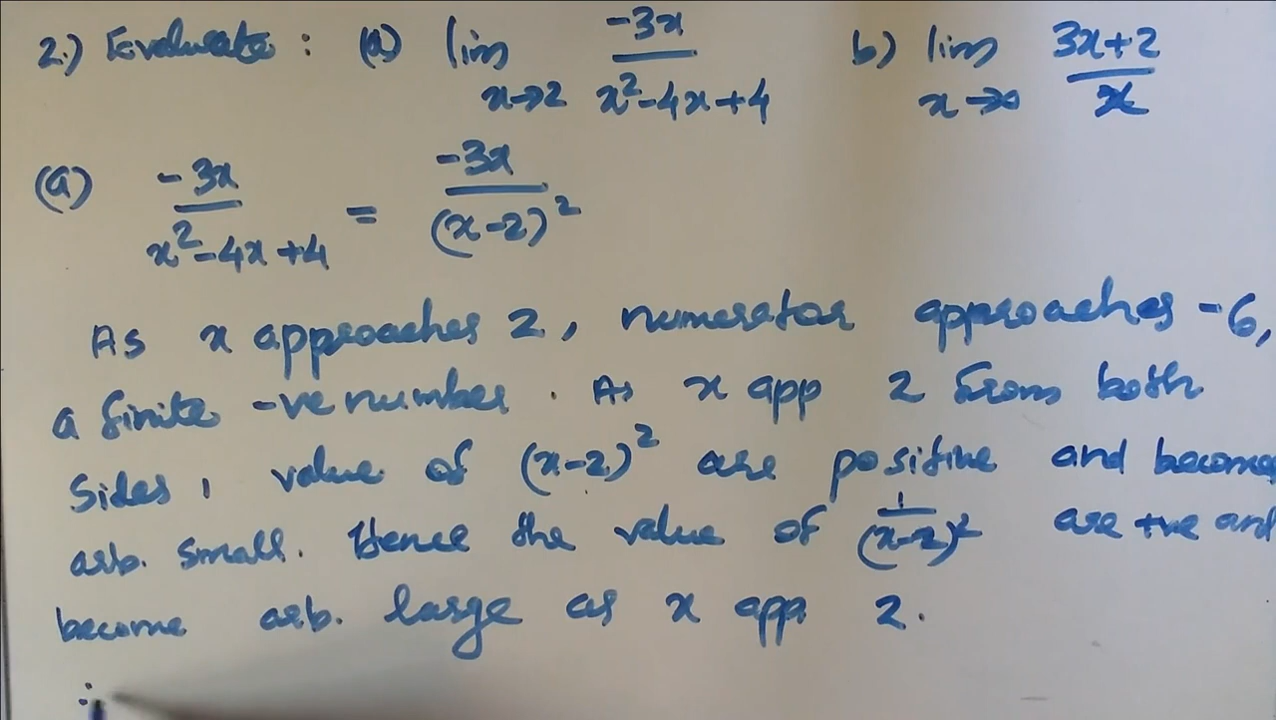 2.) Evaluate : (a) lim x→2 -3x / x²-4x+4 b) lim x→∞ 3x+2 / x
(a) -3x / x²-4x+4 = -3x / (x-2)²
As x approaches 2, numerator approaches -6,
a finite -ve number. As x app 2 from both
sides, value of (x-2)² are positive and becomes
arb. small. Hence the value of 1/(x-2)² are +ve and
become arb. large as x app 2.